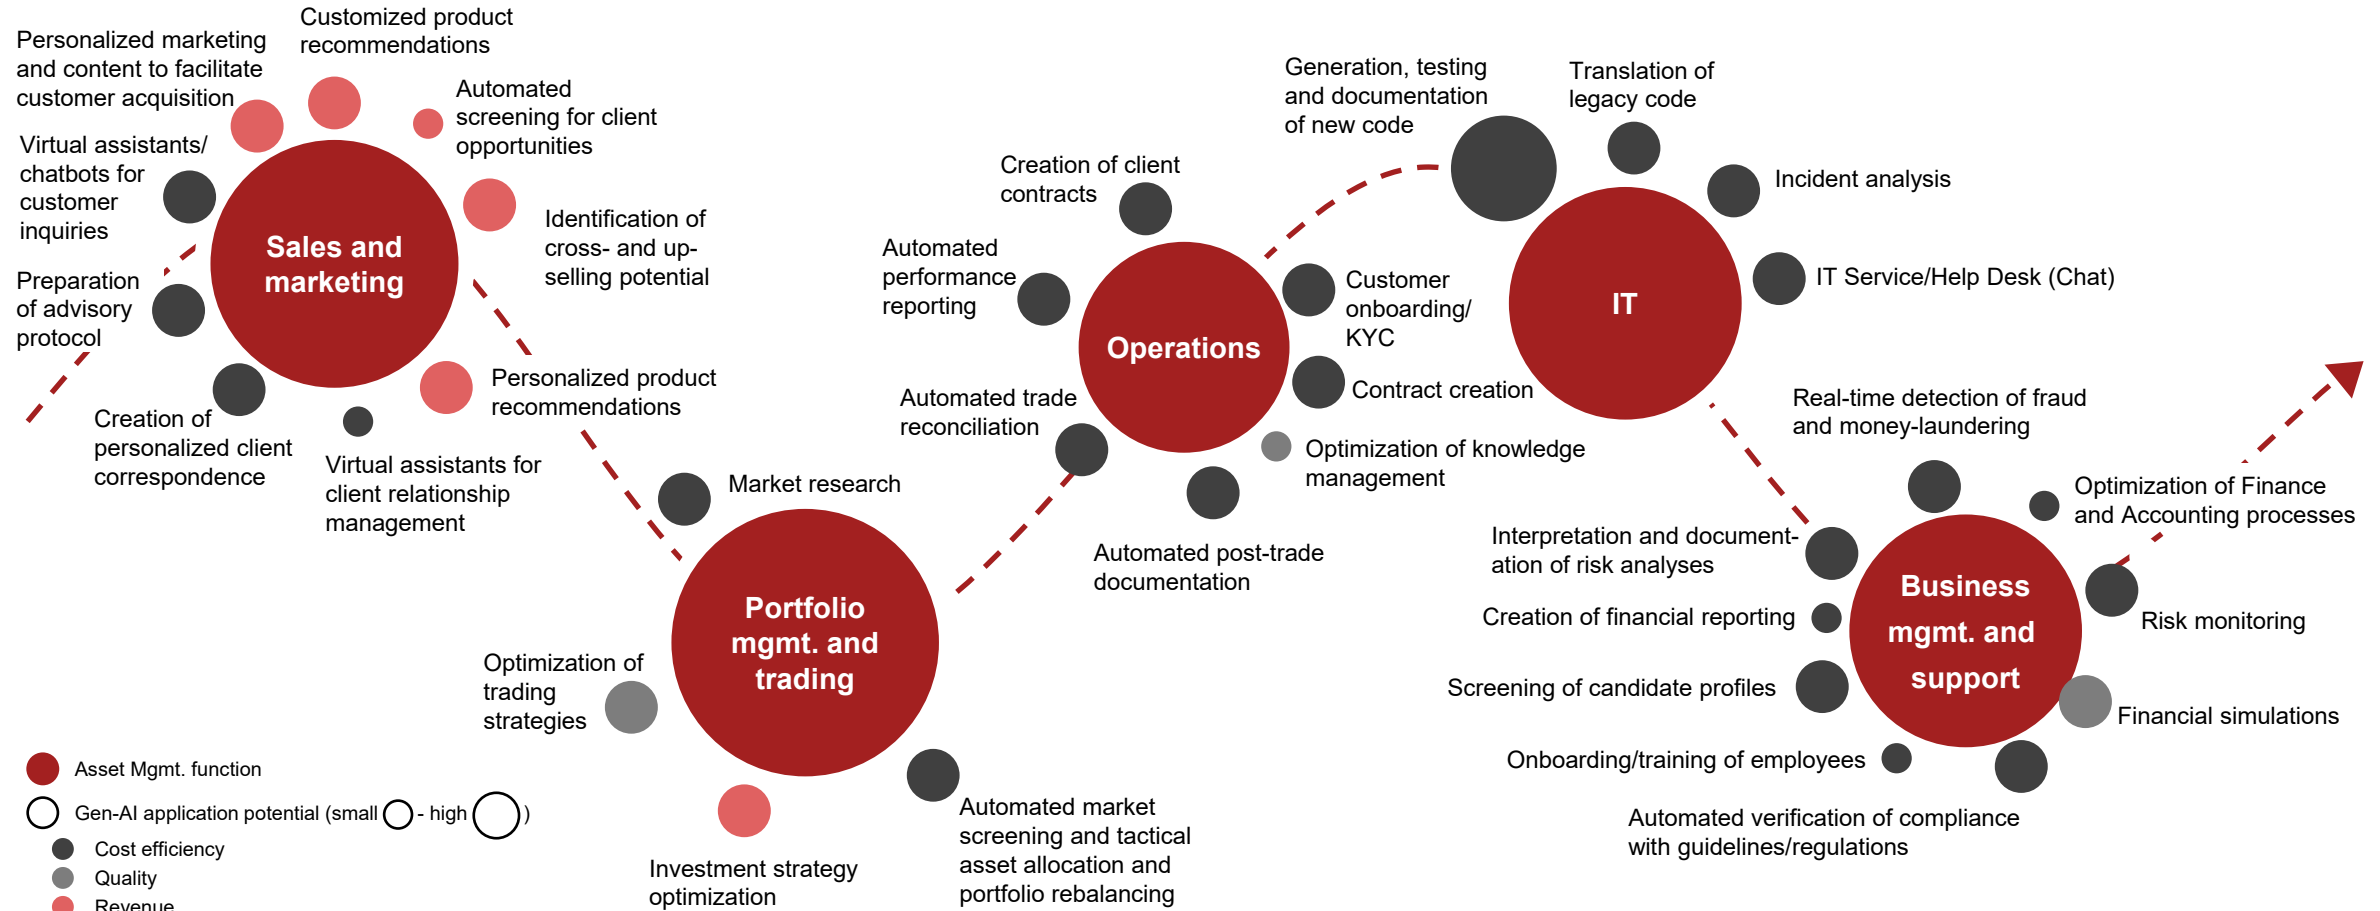 Customized product
recommendations
Personalized marketing
and content to facilitate
customer acquisition
Automated
screening for client
opportunities
Virtual assistants/
chatbots for
customer
inquiries
Identification of
cross- and up-
selling potential
Sales and
marketing
Preparation
of advisory
protocol
Personalized product
recommendations
Creation of
personalized client
correspondence
Virtual assistants for
client relationship
management
Market research
Portfolio
mgmt. and
trading
Optimization of
trading
strategies
Investment strategy
optimization
Automated market
screening and tactical
asset allocation and
portfolio rebalancing
Creation of client
contracts
Automated
performance
reporting
Operations
Customer
onboarding/
KYC
Contract creation
Automated trade
reconciliation
Optimization of knowledge
management
Automated post-trade
documentation
Generation, testing
and documentation
of new code
Translation of
legacy code
Incident analysis
IT Service/Help Desk (Chat)
IT
Real-time detection of fraud
and money-laundering
Optimization of Finance
and Accounting processes
Interpretation and document-
ation of risk analyses
Business
mgmt. and
support
Creation of financial reporting
Risk monitoring
Screening of candidate profiles
Financial simulations
Onboarding/training of employees
Automated verification of compliance
with guidelines/regulations
Asset Mgmt. function
Gen-AI application potential (small - high )
Cost efficiency
Quality
Revenue